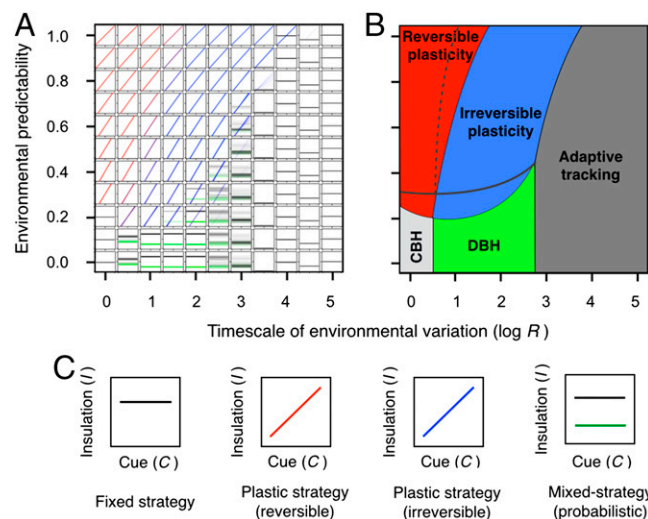 A
B
Environmental predictability
1.0
0.8
0.6
0.4
0.2
0.0
0 1 2 3 4 5
Reversible
plasticity
Irreversible
plasticity
Adaptive
tracking
CBH
DBH
0 1 2 3 4 5
Timescale of environmental variation (log R)
C
Insulation (I)
Cue (C)
Fixed strategy
Insulation (I)
Cue (C)
Plastic strategy
(reversible)
Insulation (I)
Cue (C)
Plastic strategy
(irreversible)
Insulation (I)
Cue (C)
Mixed-strategy
(probabilistic)